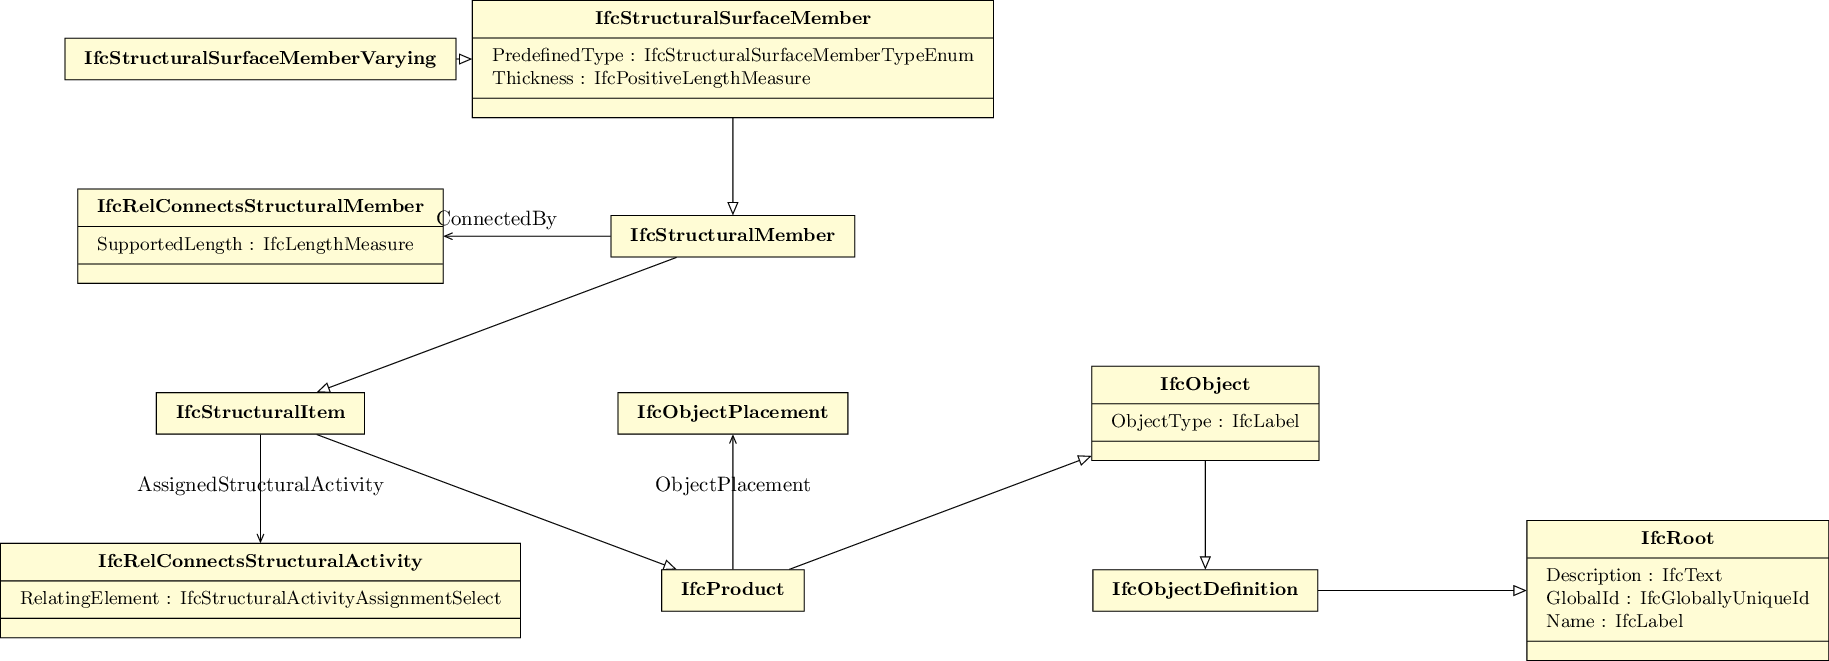 IfcStructuralSurfaceMember
PredefinedType : IfcStructuralSurfaceMemberTypeEnum
Thickness : IfcPositiveLengthMeasure
IfcStructuralSurfaceMemberVarying
IfcRelConnectsStructuralMember
SupportedLength : IfcLengthMeasure
ConnectedBy
IfcStructuralMember
IfcStructuralItem
IfcObjectPlacement
IfcObject
ObjectType : IfcLabel
AssignedStructuralActivity
ObjectPlacement
IfcRelConnectsStructuralActivity
RelatingElement : IfcStructuralActivityAssignmentSelect
IfcProduct
IfcObjectDefinition
IfcRoot
Description : IfcText
GlobalId : IfcGloballyUniqueId
Name : IfcLabel